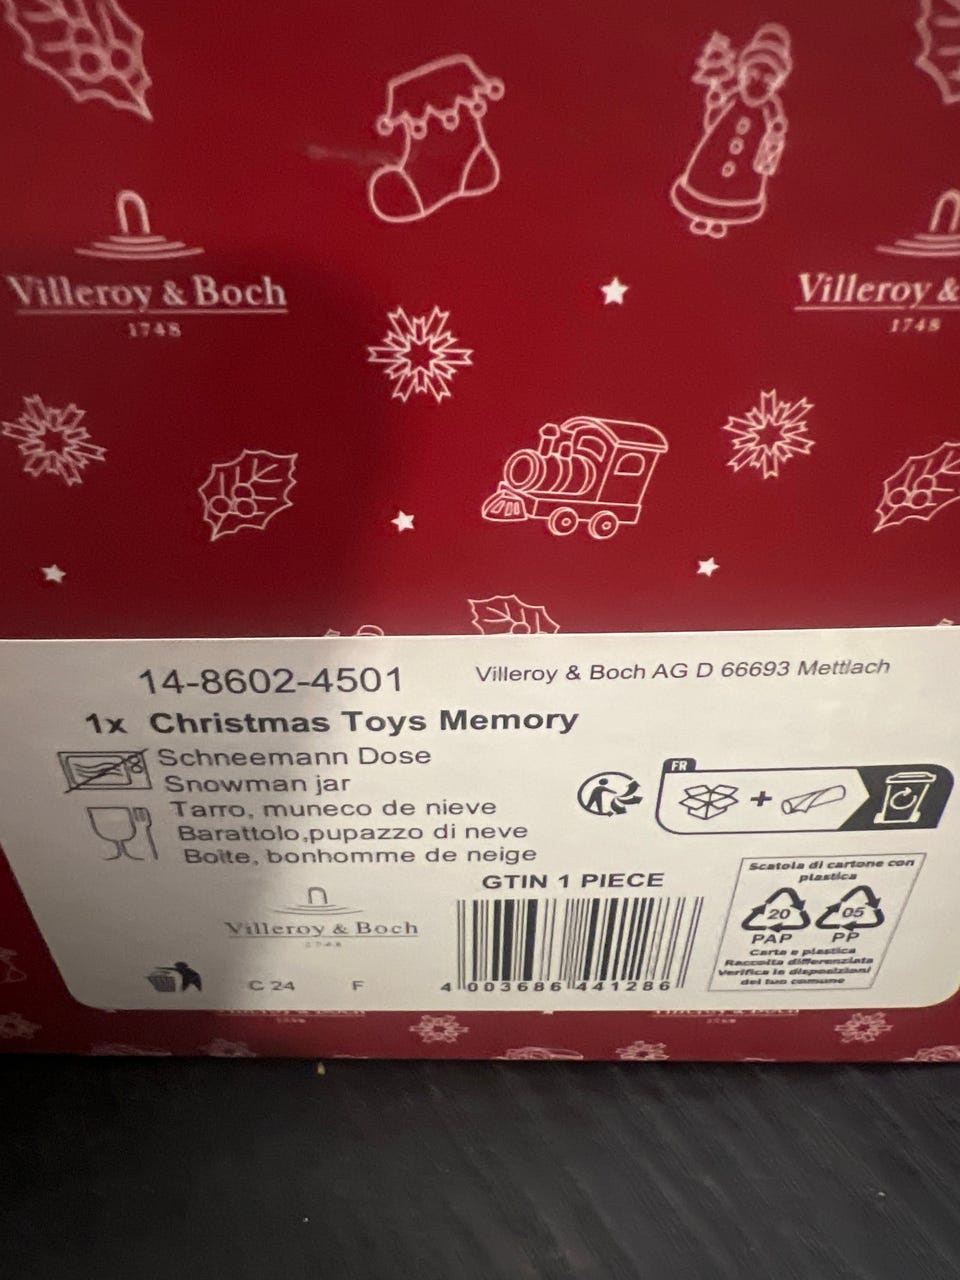 Villeroy & Boch
1748
Villeroy &
1748
14-8602-4501
Villeroy & Boch AG D 66693 Mettlach
1x Christmas Toys Memory
Schneemann Dose
Snowman jar
Tarro, muneco de nieve
Barattolo,pupazzo di neve
Boîte, bonhomme de neige
FR
GTIN 1 PIECE
Villeroy & Boch
1748
C 24 F
4 003686 441286
Scatola di cartone con
plastica
20 05
PAP PP
Carta e plastica
Raccolta differenziata
Verifica le disposizioni
del tuo comune